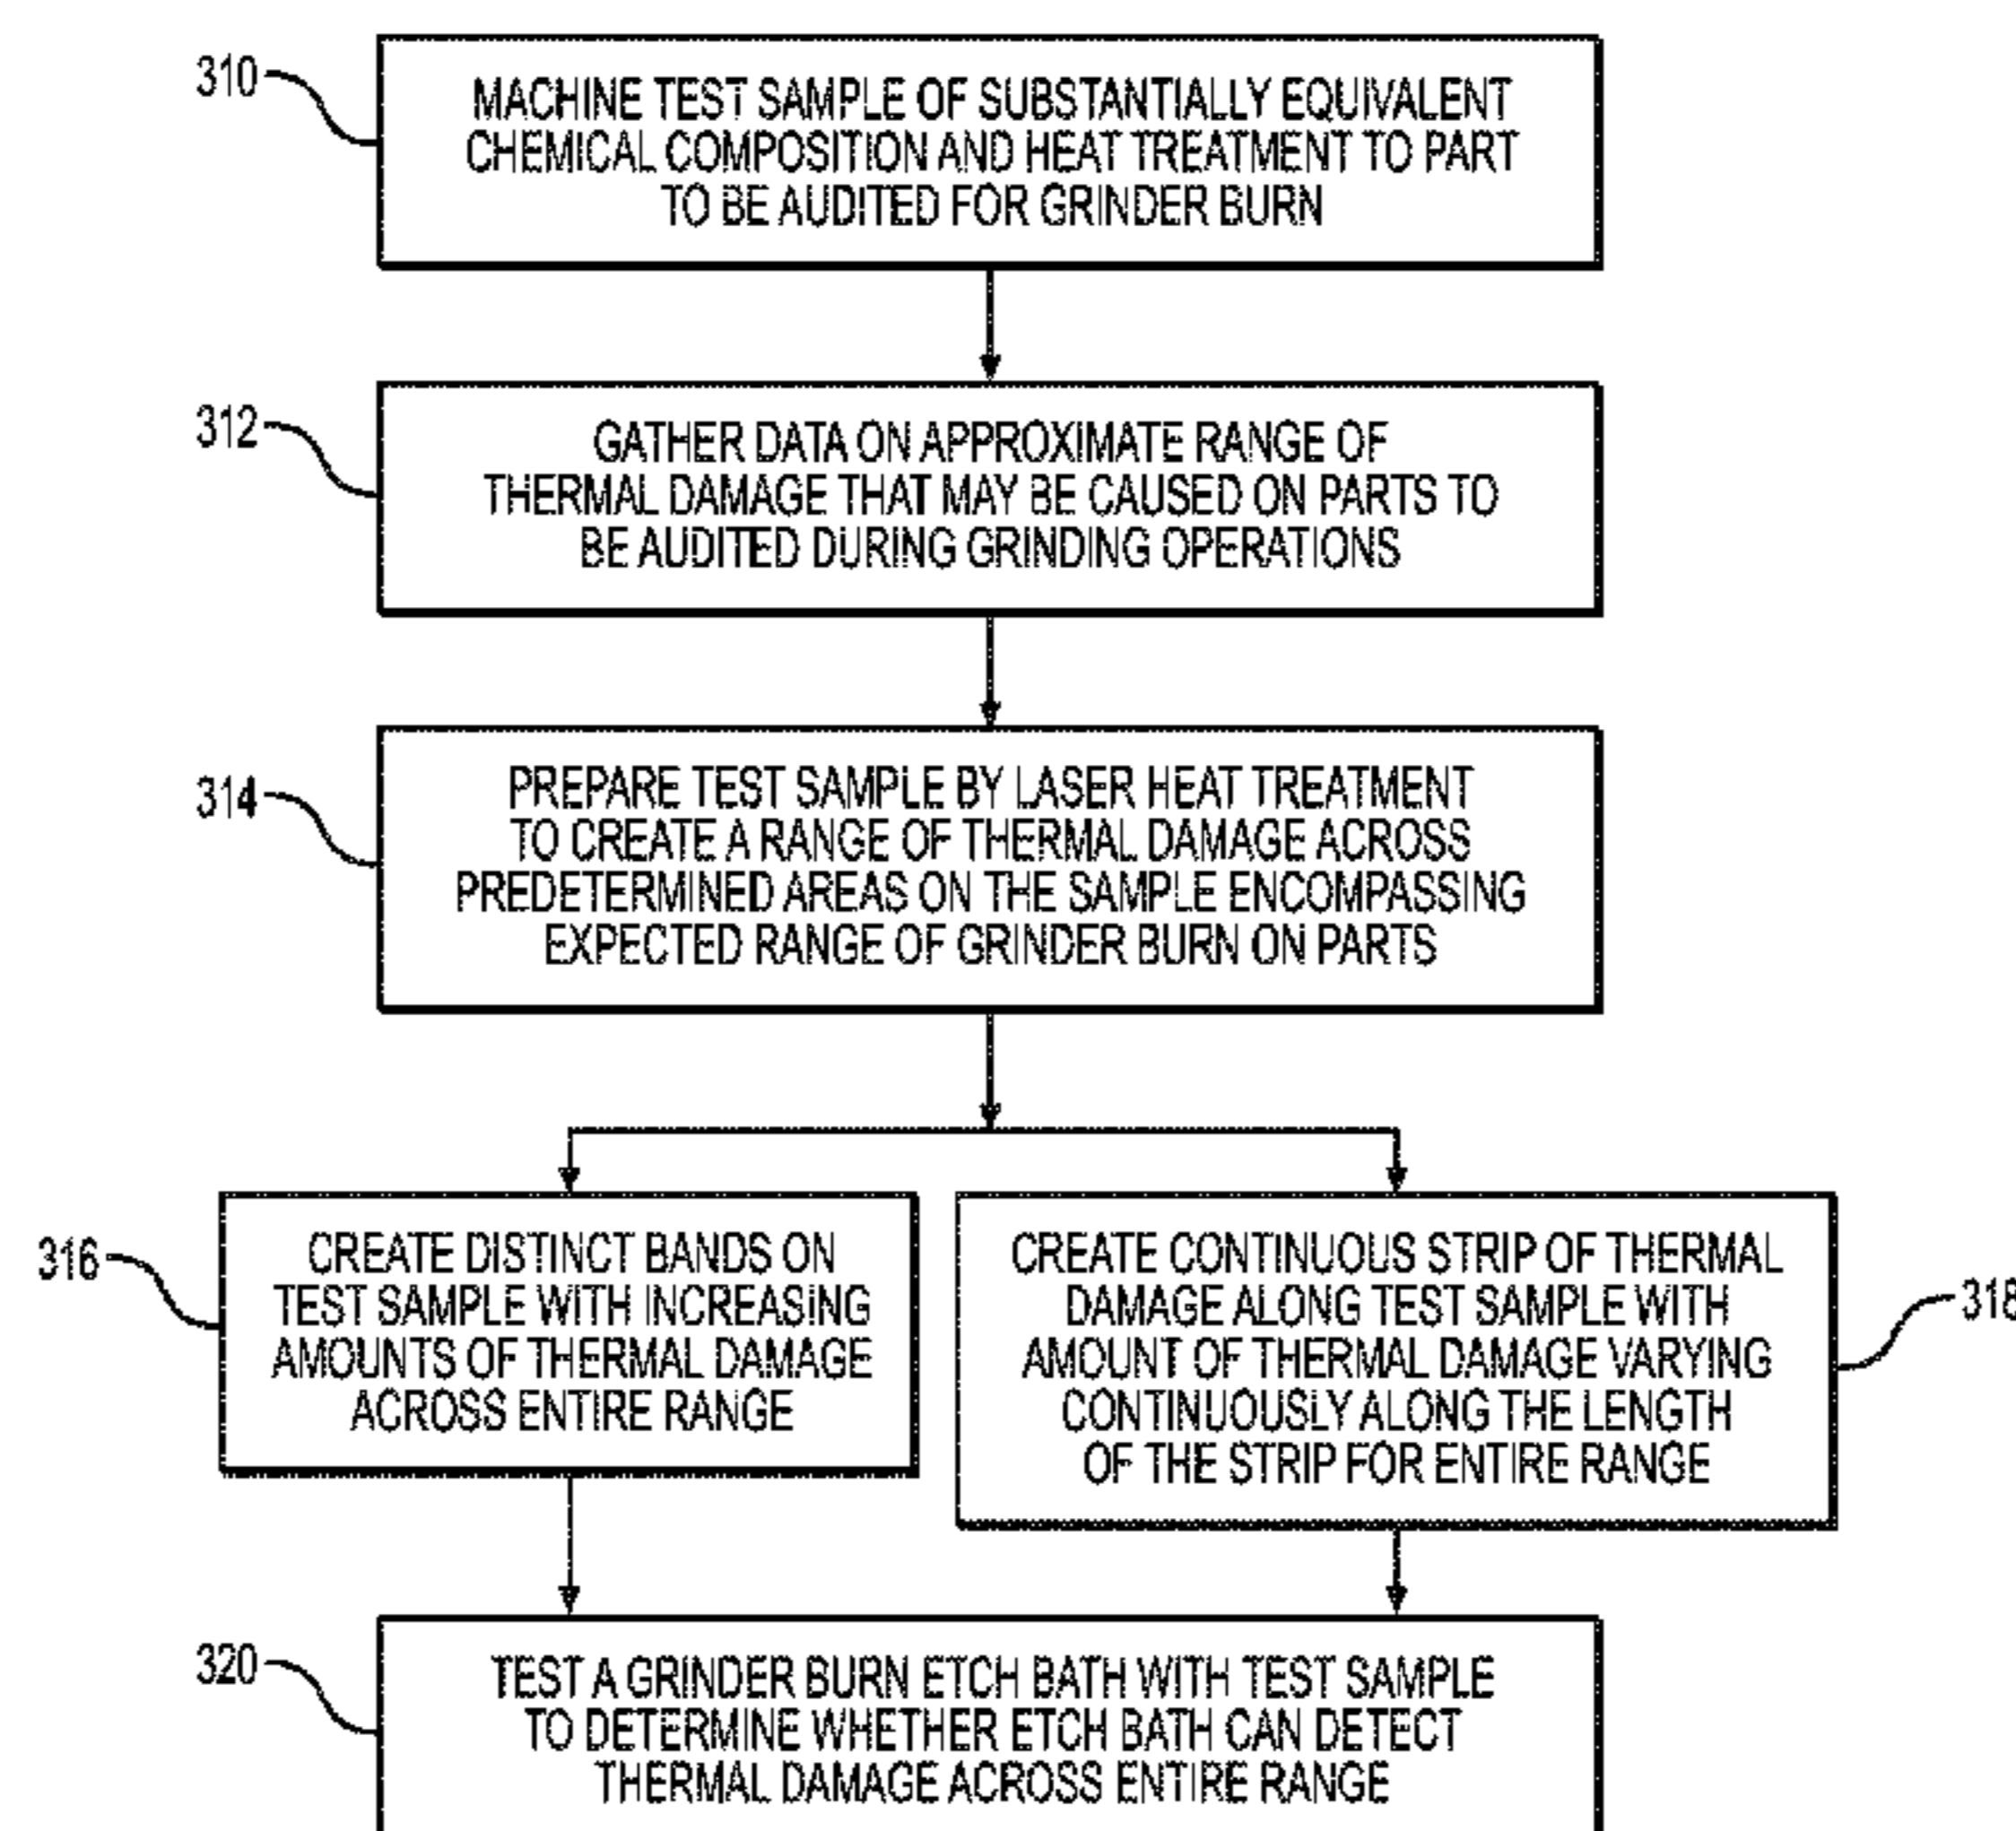 310
MACHINE TEST SAMPLE OF SUBSTANTIALLY EQUIVALENT
CHEMICAL COMPOSITION AND HEAT TREATMENT TO PART
TO BE AUDITED FOR GRINDER BURN
312
GATHER DATA ON APPROXIMATE RANGE OF
THERMAL DAMAGE THAT MAY BE CAUSED ON PARTS TO
BE AUDITED DURING GRINDING OPERATIONS
314
PREPARE TEST SAMPLE BY LASER HEAT TREATMENT
TO CREATE A RANGE OF THERMAL DAMAGE ACROSS
PREDETERMINED AREAS ON THE SAMPLE ENCOMPASSING
EXPECTED RANGE OF GRINDER BURN ON PARTS
316
CREATE DISTINCT BANDS ON
TEST SAMPLE WITH INCREASING
AMOUNTS OF THERMAL DAMAGE
ACROSS ENTIRE RANGE
CREATE CONTINUOUS STRIP OF THERMAL
DAMAGE ALONG TEST SAMPLE WITH
AMOUNT OF THERMAL DAMAGE VARYING
CONTINUOUSLY ALONG THE LENGTH
OF THE STRIP FOR ENTIRE RANGE
318
320
TEST A GRINDER BURN ETCH BATH WITH TEST SAMPLE
TO DETERMINE WHETHER ETCH BATH CAN DETECT
THERMAL DAMAGE ACROSS ENTIRE RANGE